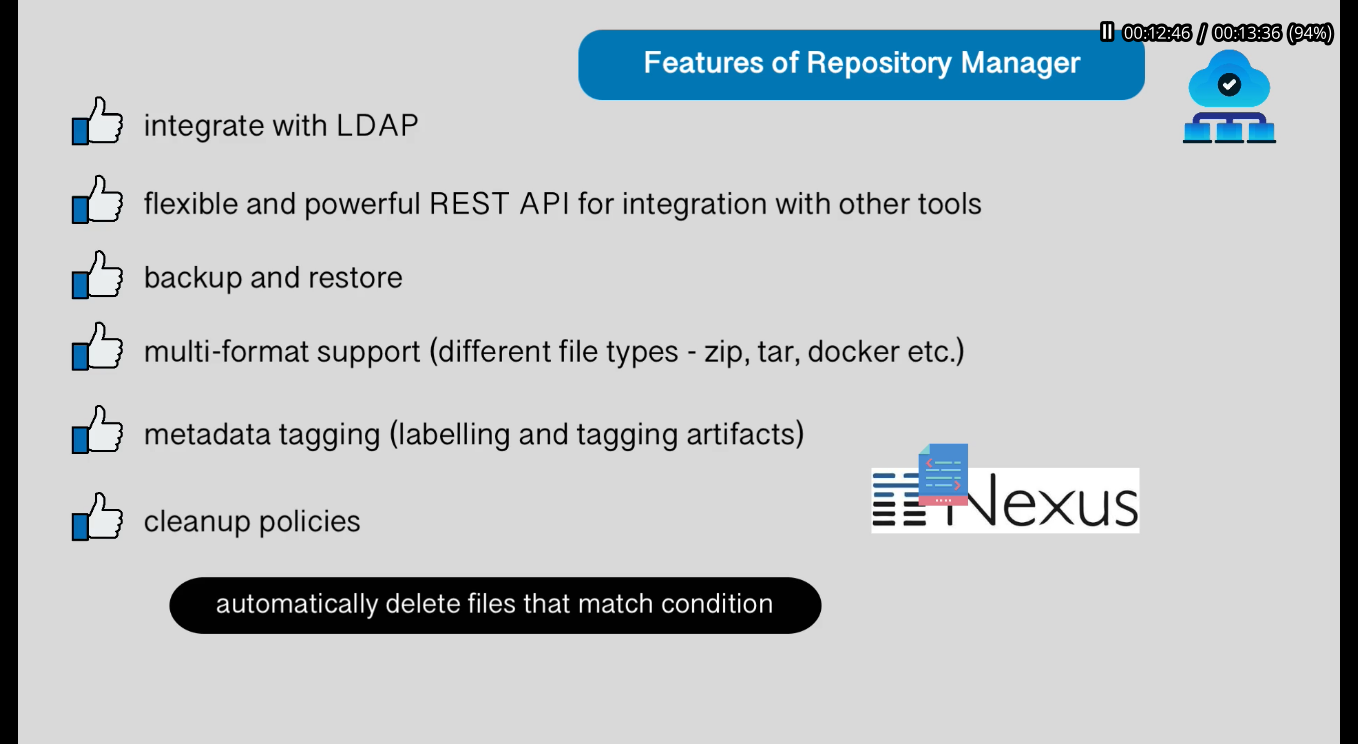 00:12:46 / 00:13:36 (94%)
Features of Repository Manager
integrate with LDAP
flexible and powerful REST API for integration with other tools
backup and restore
multi-format support (different file types - zip, tar, docker etc.)
metadata tagging (labelling and tagging artifacts)
Nexus
cleanup policies
automatically delete files that match condition